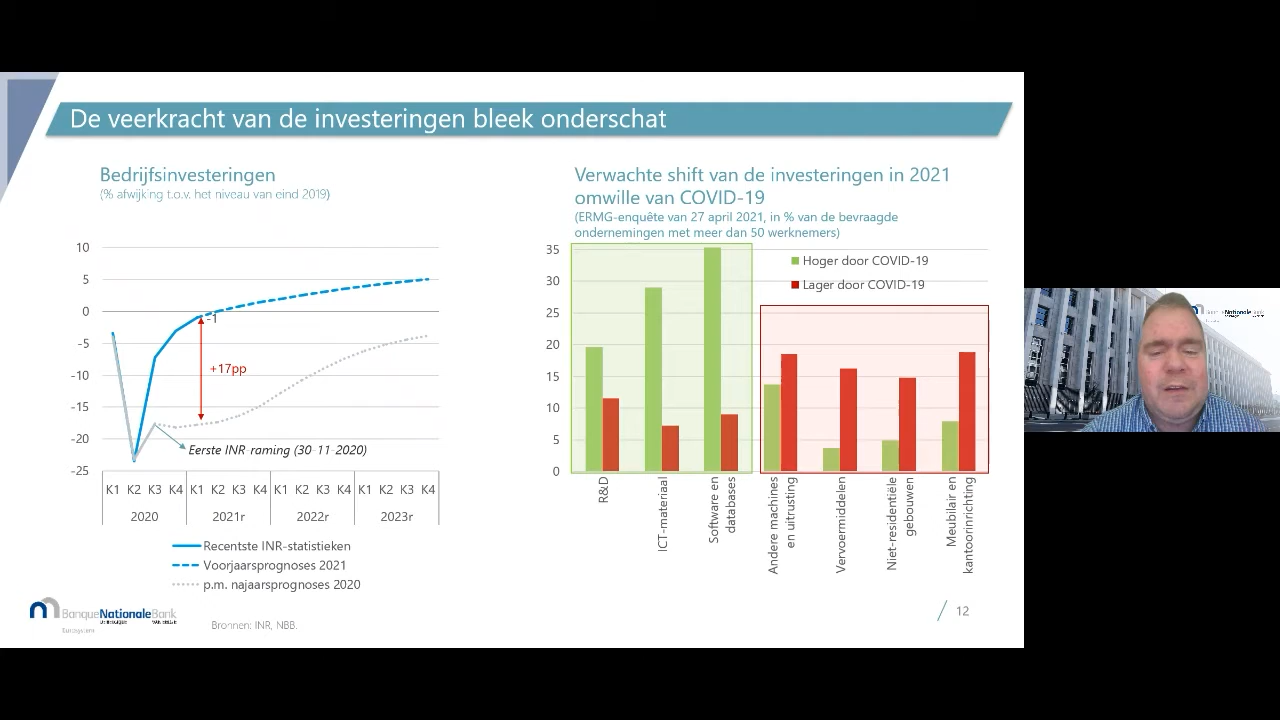 De veerkracht van de investeringen bleek onderschat
Bedrijfsinvesteringen
(% afwijking t.o.v. het niveau van eind 2019)
10
5
0
-5
-10
-15
-20
-25
-1
+17pp
Eerste INR-raming (30-11-2020)
K1 K2 K3 K4 K1 K2 K3 K4 K1 K2 K3 K4 K1 K2 K3 K4
2020 2021r 2022r 2023r
Recentste INR-statistieken
Voorjaarsprognoses 2021
p.m. najaarsprognoses 2020
Verwachte shift van de investeringen in 2021
omwille van COVID-19
(ERMG-enquête van 27 april 2021, in % van de bevraagde
ondernemingen met meer dan 50 werknemers)
35
30
25
20
15
10
5
0
Hoger door COVID-19
Lager door COVID-19
R&D
ICT-materiaal
Software en
databases
Andere machines
en uitrusting
Vervoermiddelen
Niet-residentiële
gebouwen
Meubilair en
kantoorinrichting
BanqueNationaleBank
Eurosystem
Bronnen: INR, NBB.
12
BanqueNationaleBank